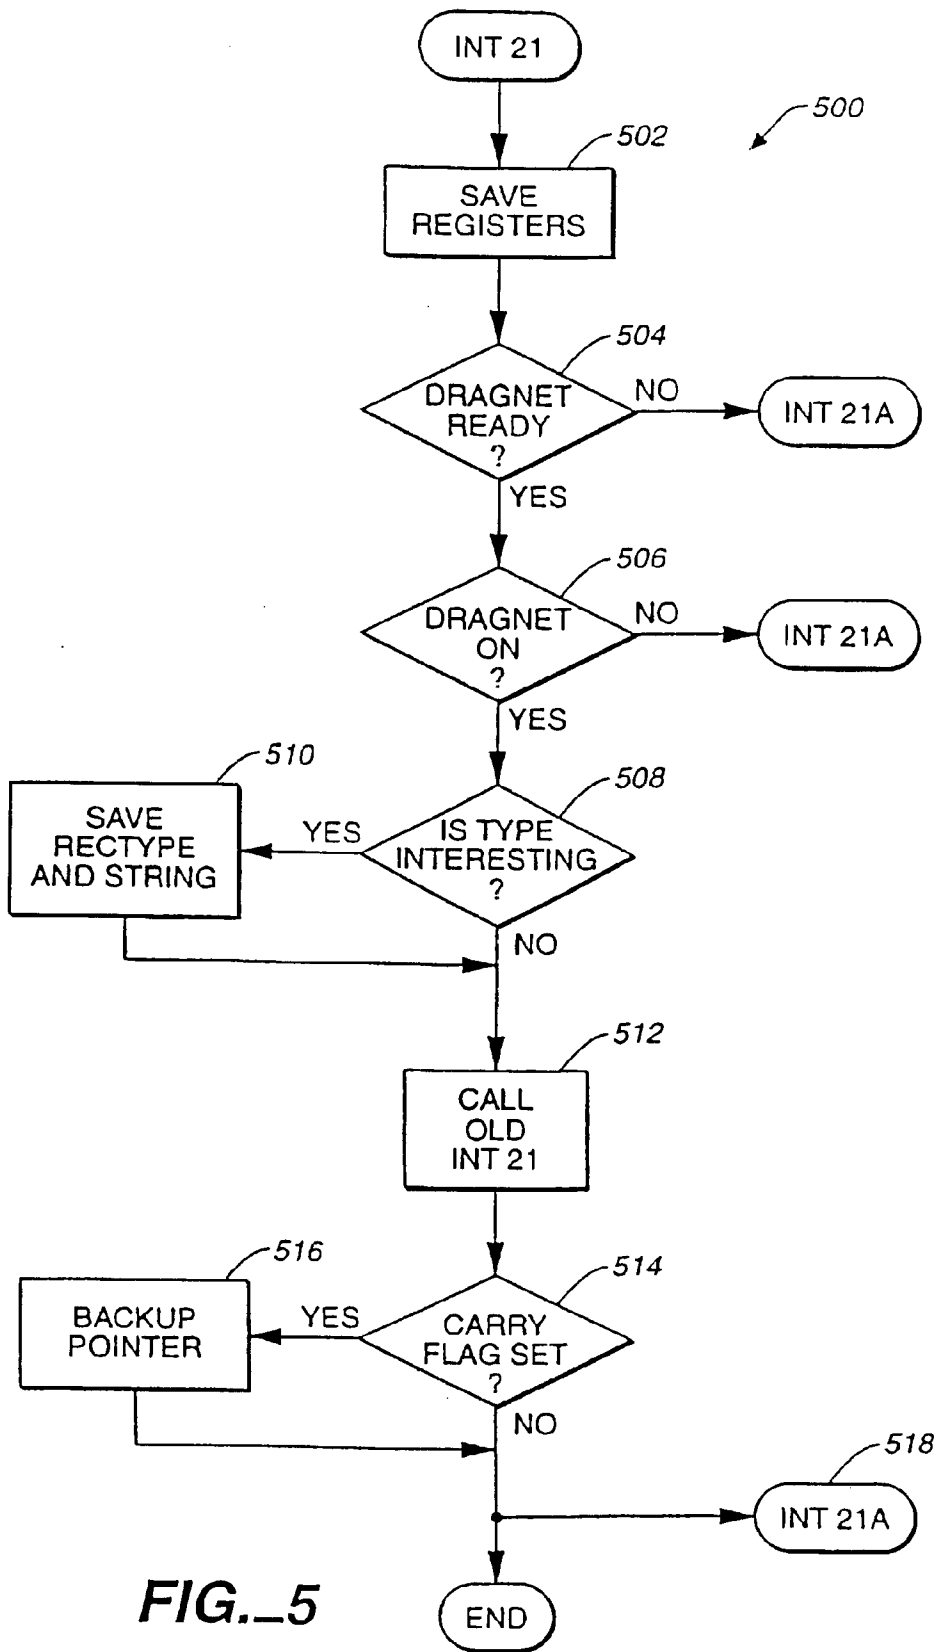 INT 21
500
502
SAVE
REGISTERS
504
DRAGNET
READY
?
NO
INT 21A
YES
506
DRAGNET
ON
?
NO
INT 21A
YES
510
508
SAVE
RECTYPE
AND STRING
YES
IS TYPE
INTERESTING
?
NO
512
CALL
OLD
INT 21
516
514
BACKUP
POINTER
YES
CARRY
FLAG SET
?
NO
518
INT 21A
FIG._5
END